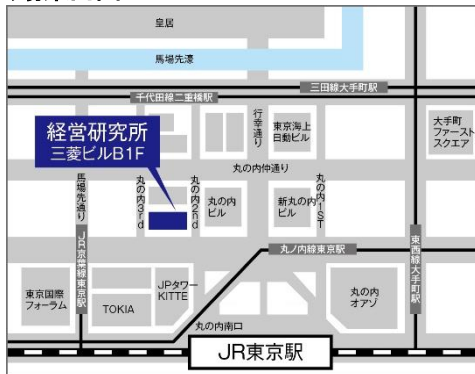 皇居
馬場先濠
三田線大手町駅
千代田線二重橋駅
経営研究所
三菱ビルB1F
行幸通り
東京海上
日動ビル
大手町
ファースト
スクエア
丸の内仲通り
馬場先通り
丸の内3rd
丸の内2nd
丸の内
ビル
新丸の内
ビル
丸の内1ST
JR京葉線東京駅
丸ノ内線東京駅
東西線大手町駅
東京国際
フォーラム
TOKIA
JPタワー
KITTE
丸の内
オアゾ
丸の内南口
JR東京駅